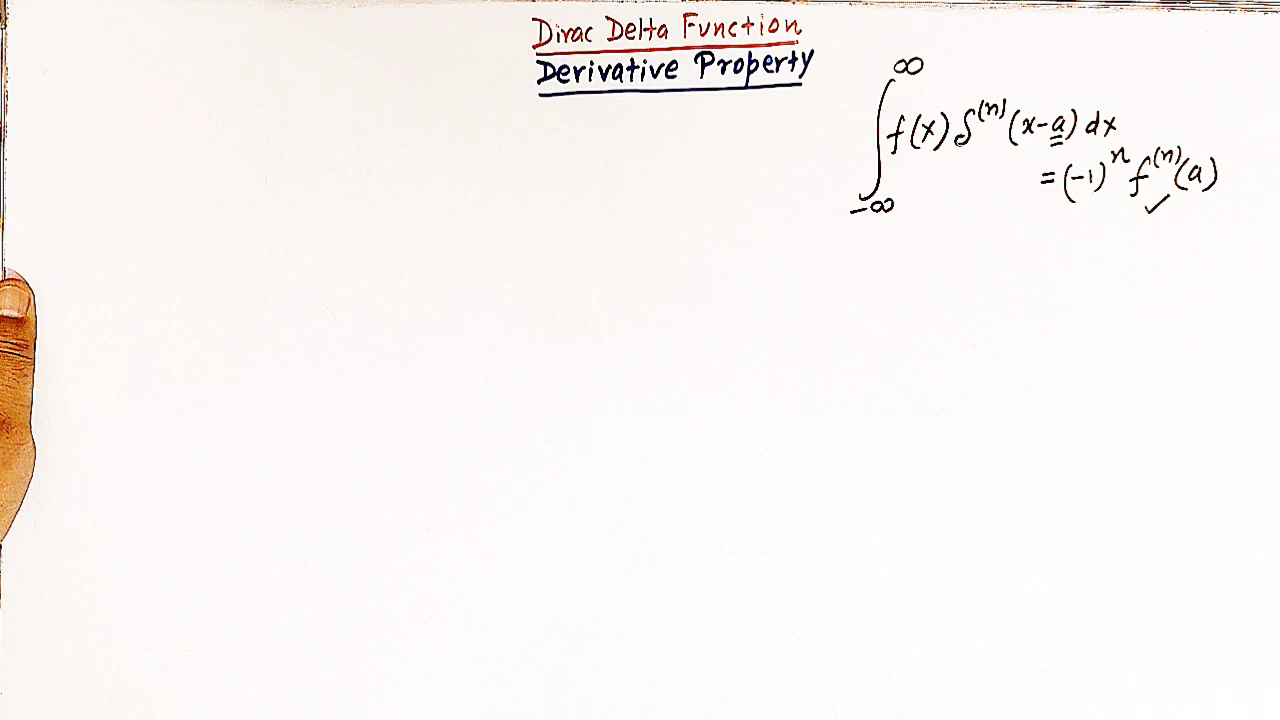 Dirac Delta Function
Derivative Property
∫_{-∞}^{∞} f(x) δ^{(n)} (x-a) dx
= (-1)^n f^{(n)}(a)